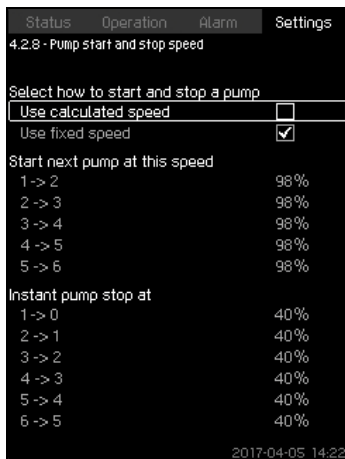 Status Operation Alarm Settings
4.2.8 - Pump start and stop speed
Select how to start and stop a pump
Use calculated speed
Use fixed speed
Start next pump at this speed
1 -> 2 98%
2 -> 3 98%
3 -> 4 98%
4 -> 5 98%
5 -> 6 98%
Instant pump stop at
1 -> 0 40%
2 -> 1 40%
3 -> 2 40%
4 -> 3 40%
5 -> 4 40%
6 -> 5 40%
2017-04-05 14:22